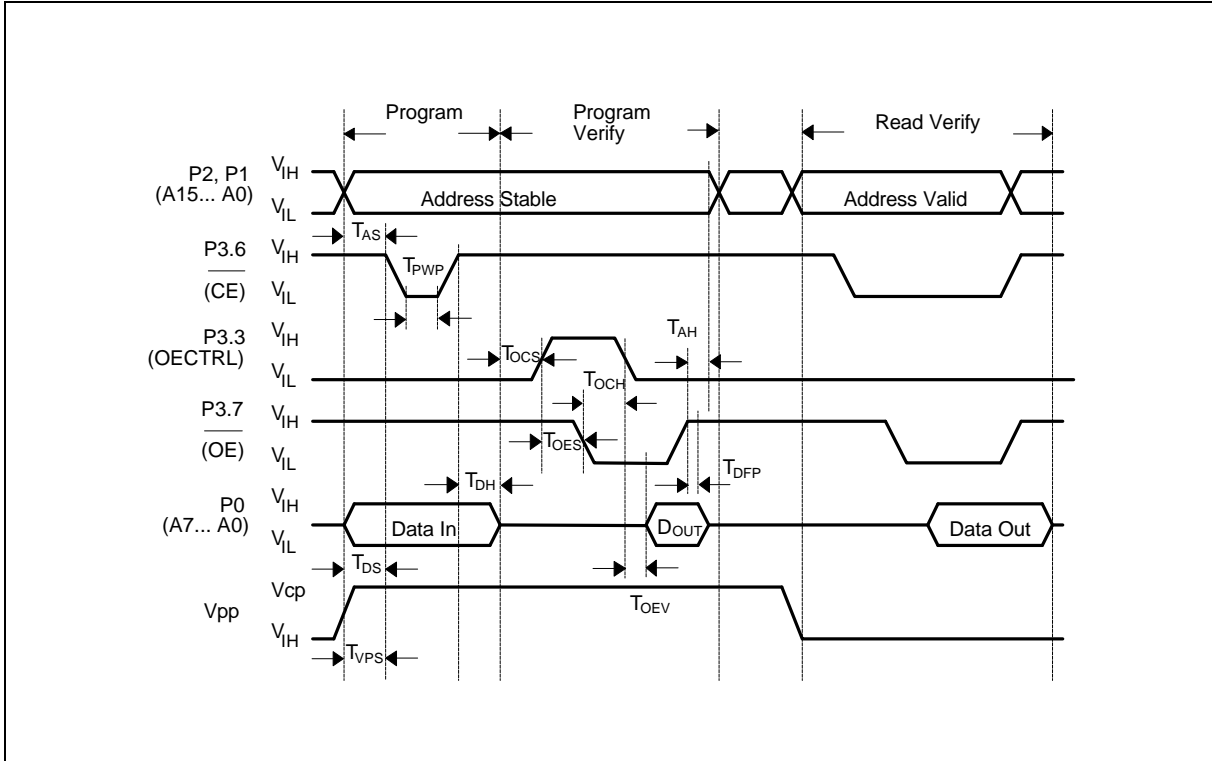 Program
Program
Verify
Read Verify
P2, P1
(A15... A0)
VIH
VIL
Address Stable
Address Valid
TAS
P3.6
(CE)
VIH
VIL
TPWP
P3.3
(OECTRL)
VIH
VIL
TOCS
TAH
TOCH
P3.7
(OE)
VIH
VIL
TOES
TDFP
TDH
P0
(A7... A0)
VIH
VIL
Data In
DOUT
Data Out
TDS
Vpp
Vcp
VIH
TOEV
TVPS